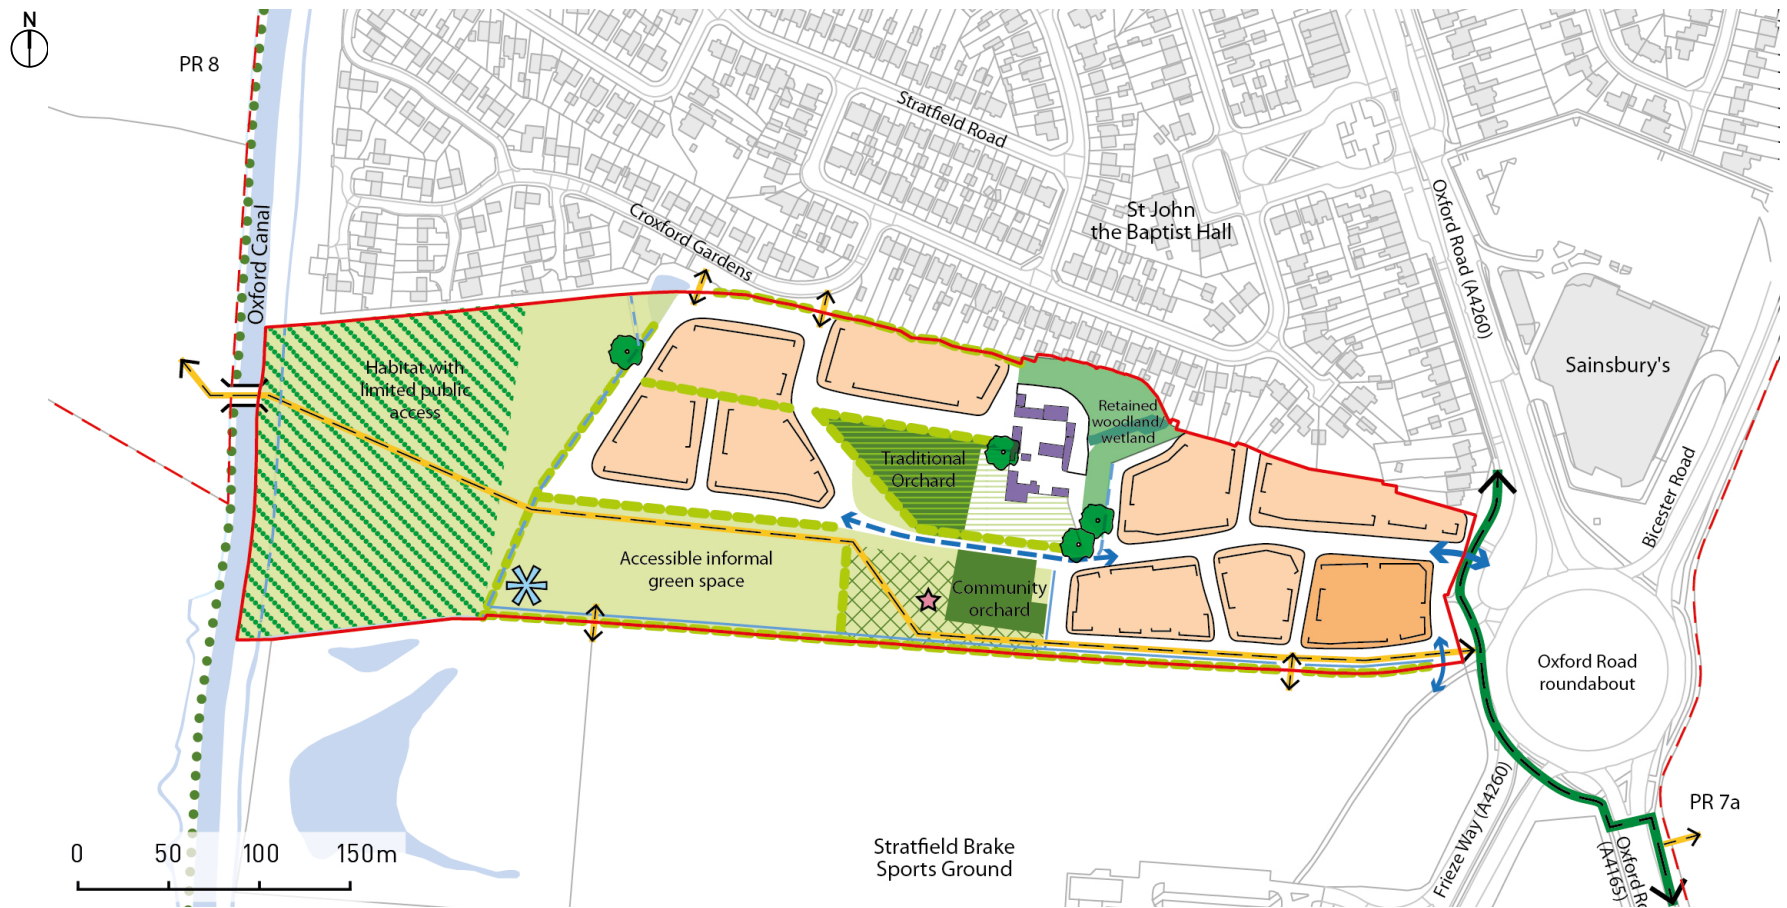 N
PR 8
Stratfield Road
Oxford Road (A4260)
St John
the Baptist Hall
Croxford Gardens
Oxford Canal
Sainsbury's
Habitat with
limited public
access
Retained
woodland/
wetland
Traditional
Orchard
Bicester Road
Accessible informal
green space
Community
orchard
Oxford Road
roundabout
Frieze Way (A4260)
PR 7a
0 50 100 150m
Stratfield Brake
Sports Ground
Oxford Ro
(A4165)